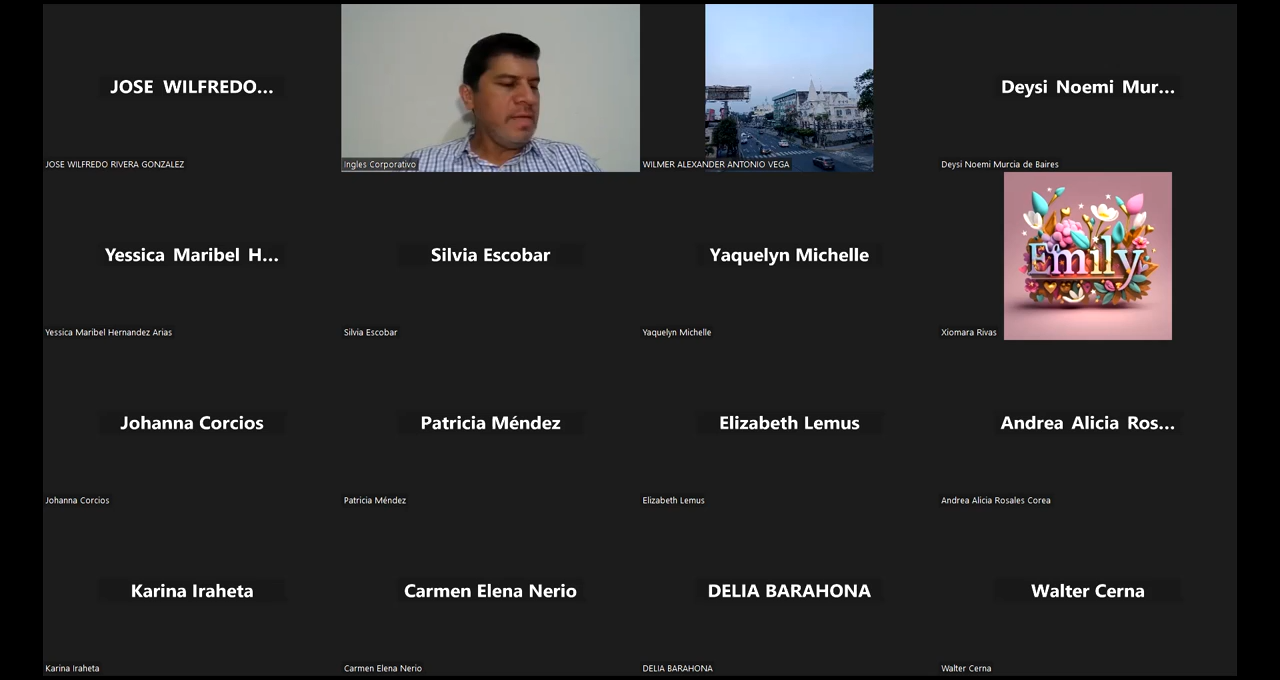 JOSE WILFREDO...
JOSE WILFREDO RIVERA GONZALEZ
Ingles Corporativo
WILMER ALEXANDER ANTONIO VEGA
Deysi Noemi Mur...
Deysi Noemi Murcia de Baires
Yessica Maribel H...
Yessica Maribel Hernandez Arias
Silvia Escobar
Silvia Escobar
Yaquelyn Michelle
Yaquelyn Michelle
Emily
Xiomara Rivas
Johanna Corcios
Johanna Corcios
Patricia Méndez
Patricia Méndez
Elizabeth Lemus
Elizabeth Lemus
Andrea Alicia Ros...
Andrea Alicia Rosales Corea
Karina Iraheta
Karina Iraheta
Carmen Elena Nerio
Carmen Elena Nerio
DELIA BARAHONA
DELIA BARAHONA
Walter Cerna
Walter Cerna